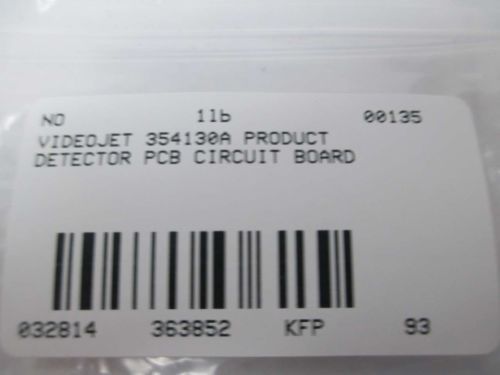 NO 1lb 00135
VIDEOJET 354130A PRODUCT
DETECTOR PCB CIRCUIT BOARD
032814 363852 KFP 93